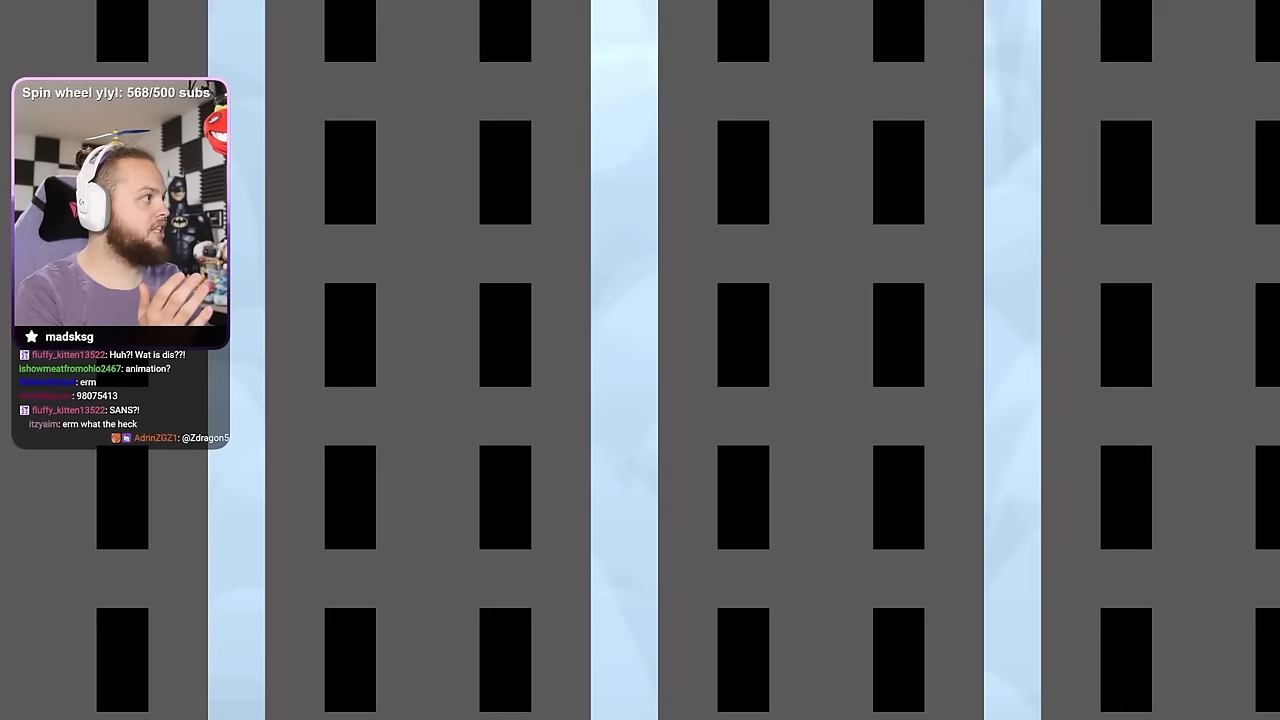 Spin wheel ylyl: 568/500 subs
madsksg
fluffy_kitten13522: Huh?! Wat is dis??!
ishowmeatfromohio2467: animation?
: erm
: 98075413
fluffy_kitten13522: SANS?!
itzyaim: erm what the heck
AdrinZGZ1: @Zdragon5